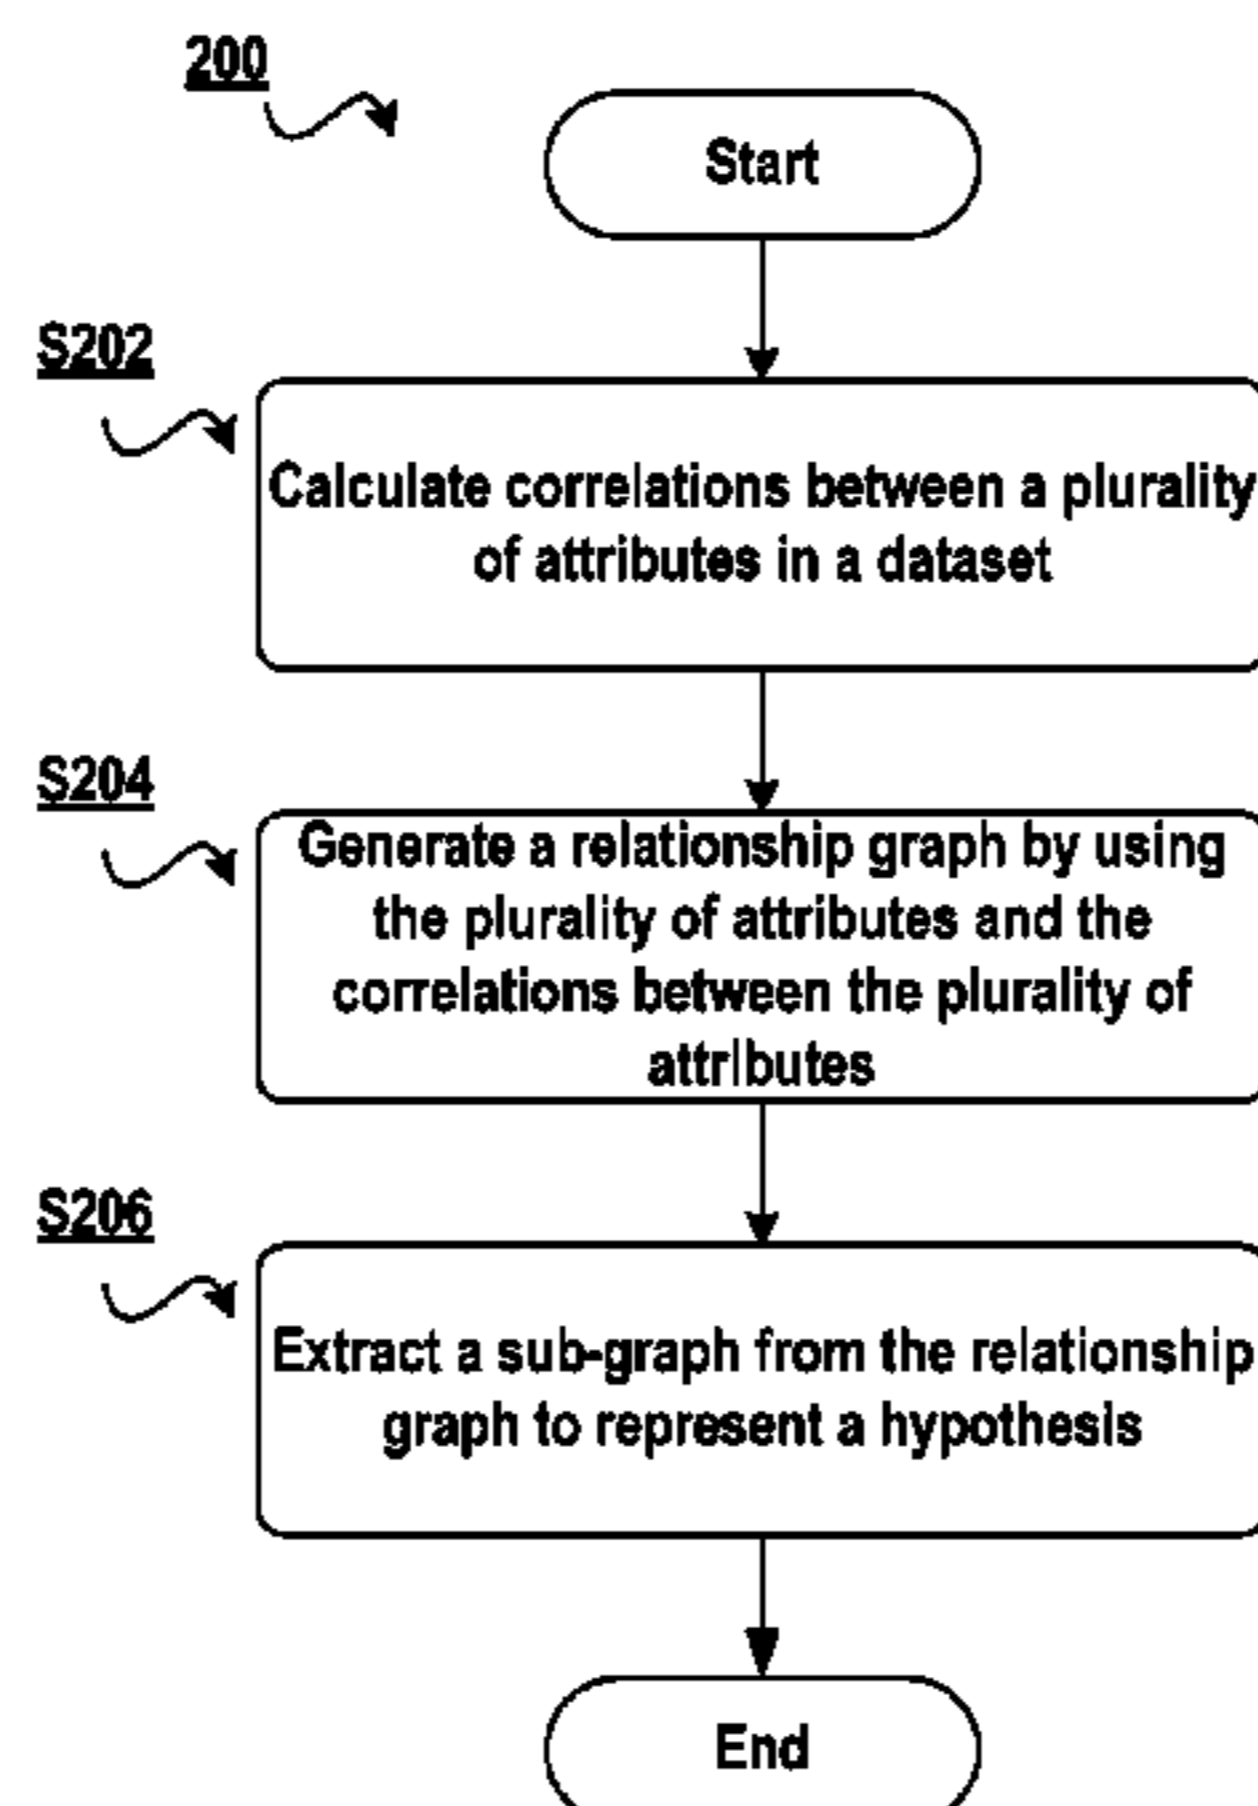 200
Start
S202
Calculate correlations between a plurality
of attributes in a dataset
S204
Generate a relationship graph by using
the plurality of attributes and the
correlations between the plurality of
attributes
S206
Extract a sub-graph from the relationship
graph to represent a hypothesis
End